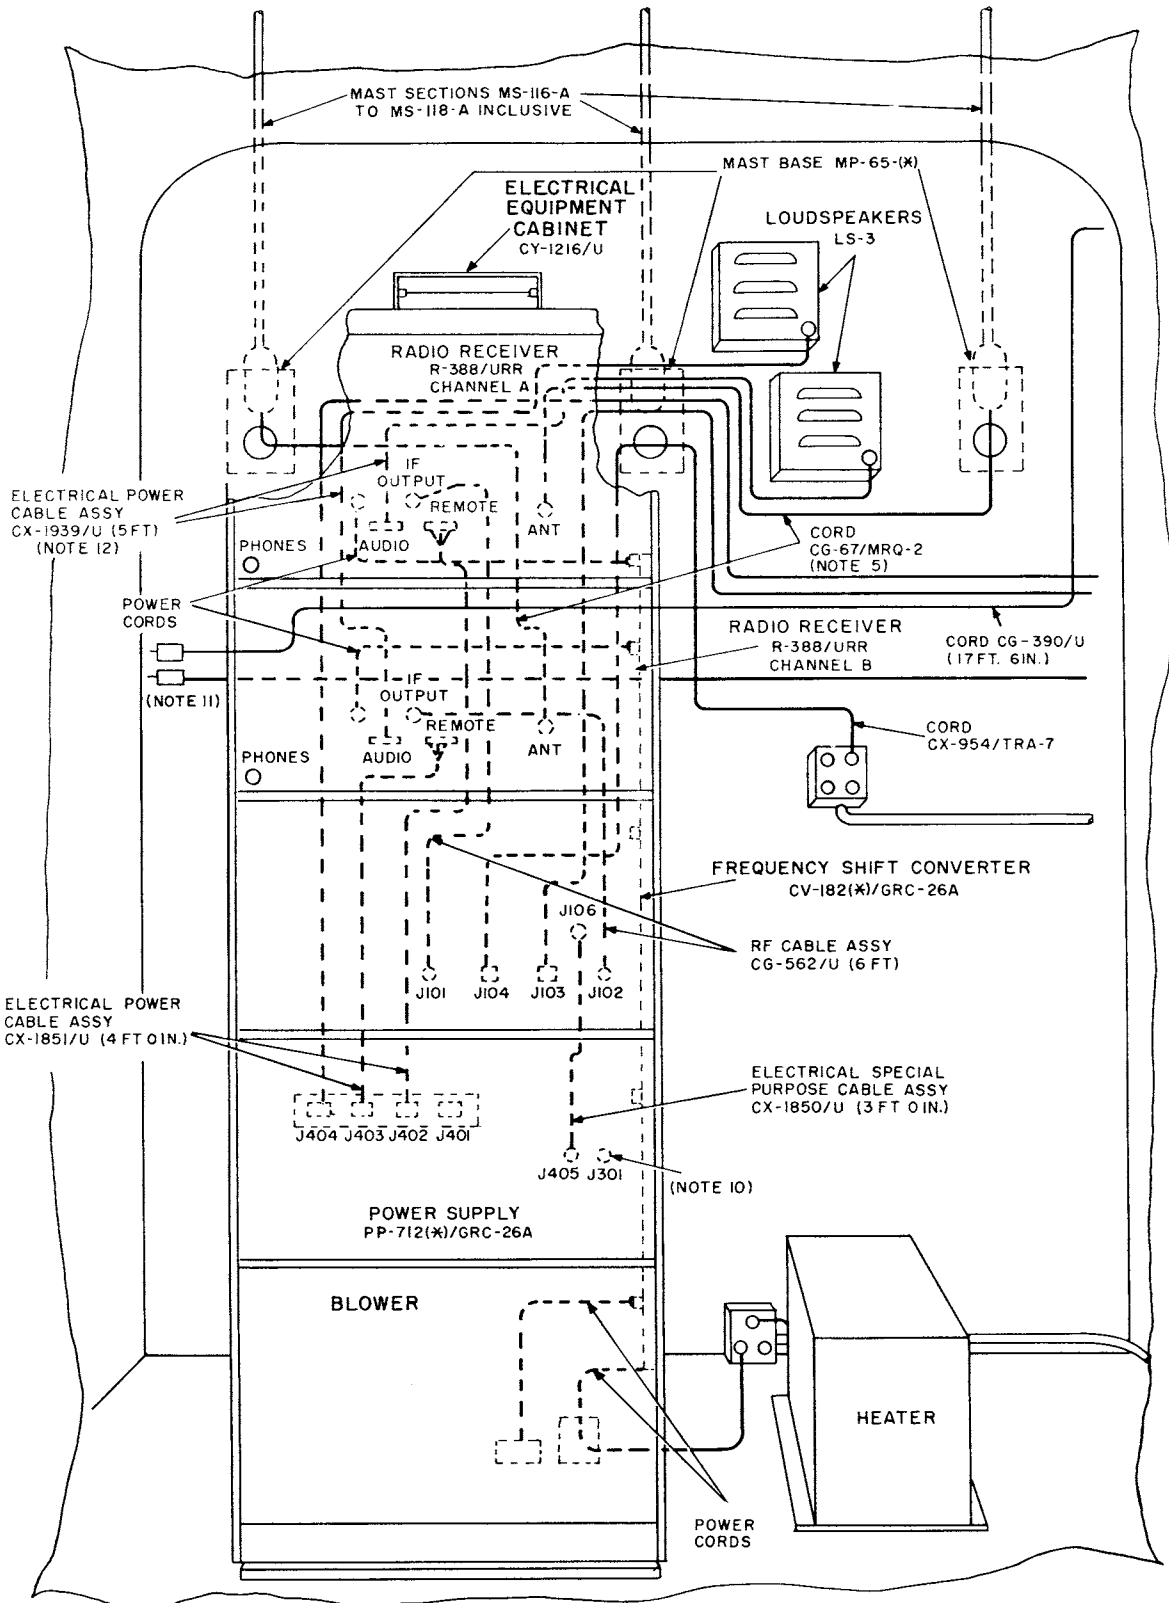 MAST SECTIONS MS-116-A
TO MS-118-A INCLUSIVE
MAST BASE MP-65-(*)
ELECTRICAL
EQUIPMENT
CABINET
CY-1216/U
LOUDSPEAKERS
LS-3
RADIO RECEIVER
R-388/URR
CHANNEL A
ELECTRICAL POWER
CABLE ASSY
CX-1939/U (5FT)
(NOTE 12)
IF
OUTPUT
REMOTE
AUDIO
ANT
PHONES
CORD
CG-67/MRQ-2
(NOTE 5)
POWER
CORDS
RADIO RECEIVER
R-388/URR
CHANNEL B
CORD CG-390/U
(17FT. 6IN.)
(NOTE 11)
IF
OUTPUT
REMOTE
AUDIO
ANT
PHONES
CORD
CX-954/TRA-7
FREQUENCY SHIFT CONVERTER
CV-182(*)/GRC-26A
J106
RF CABLE ASSY
CG-562/U (6 FT)
J101
J104
J103
J102
ELECTRICAL POWER
CABLE ASSY
CX-1851/U (4 FT 0 IN.)
ELECTRICAL SPECIAL
PURPOSE CABLE ASSY
CX-1850/U (3 FT 0 IN.)
J404 J403 J402 J401
J405 J301
(NOTE 10)
POWER SUPPLY
PP-712(*)/GRC-26A
BLOWER
HEATER
POWER
CORDS